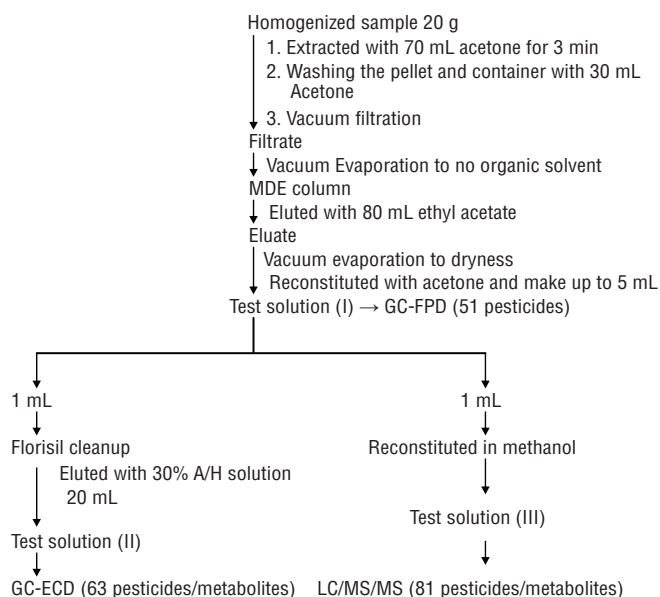 Homogenized sample 20 g
1. Extracted with 70 mL acetone for 3 min
2. Washing the pellet and container with 30 mL
Acetone
3. Vacuum filtration
Filtrate
Vacuum Evaporation to no organic solvent
MDE column
Eluted with 80 mL ethyl acetate
Eluate
Vacuum evaporation to dryness
Reconstituted with acetone and make up to 5 mL
Test solution (I) → GC-FPD (51 pesticides)
1 mL
Florisil cleanup
Eluted with 30% A/H solution
20 mL
Test solution (II)
GC-ECD (63 pesticides/metabolites)
1 mL
Reconstituted in methanol
Test solution (III)
LC/MS/MS (81 pesticides/metabolites)